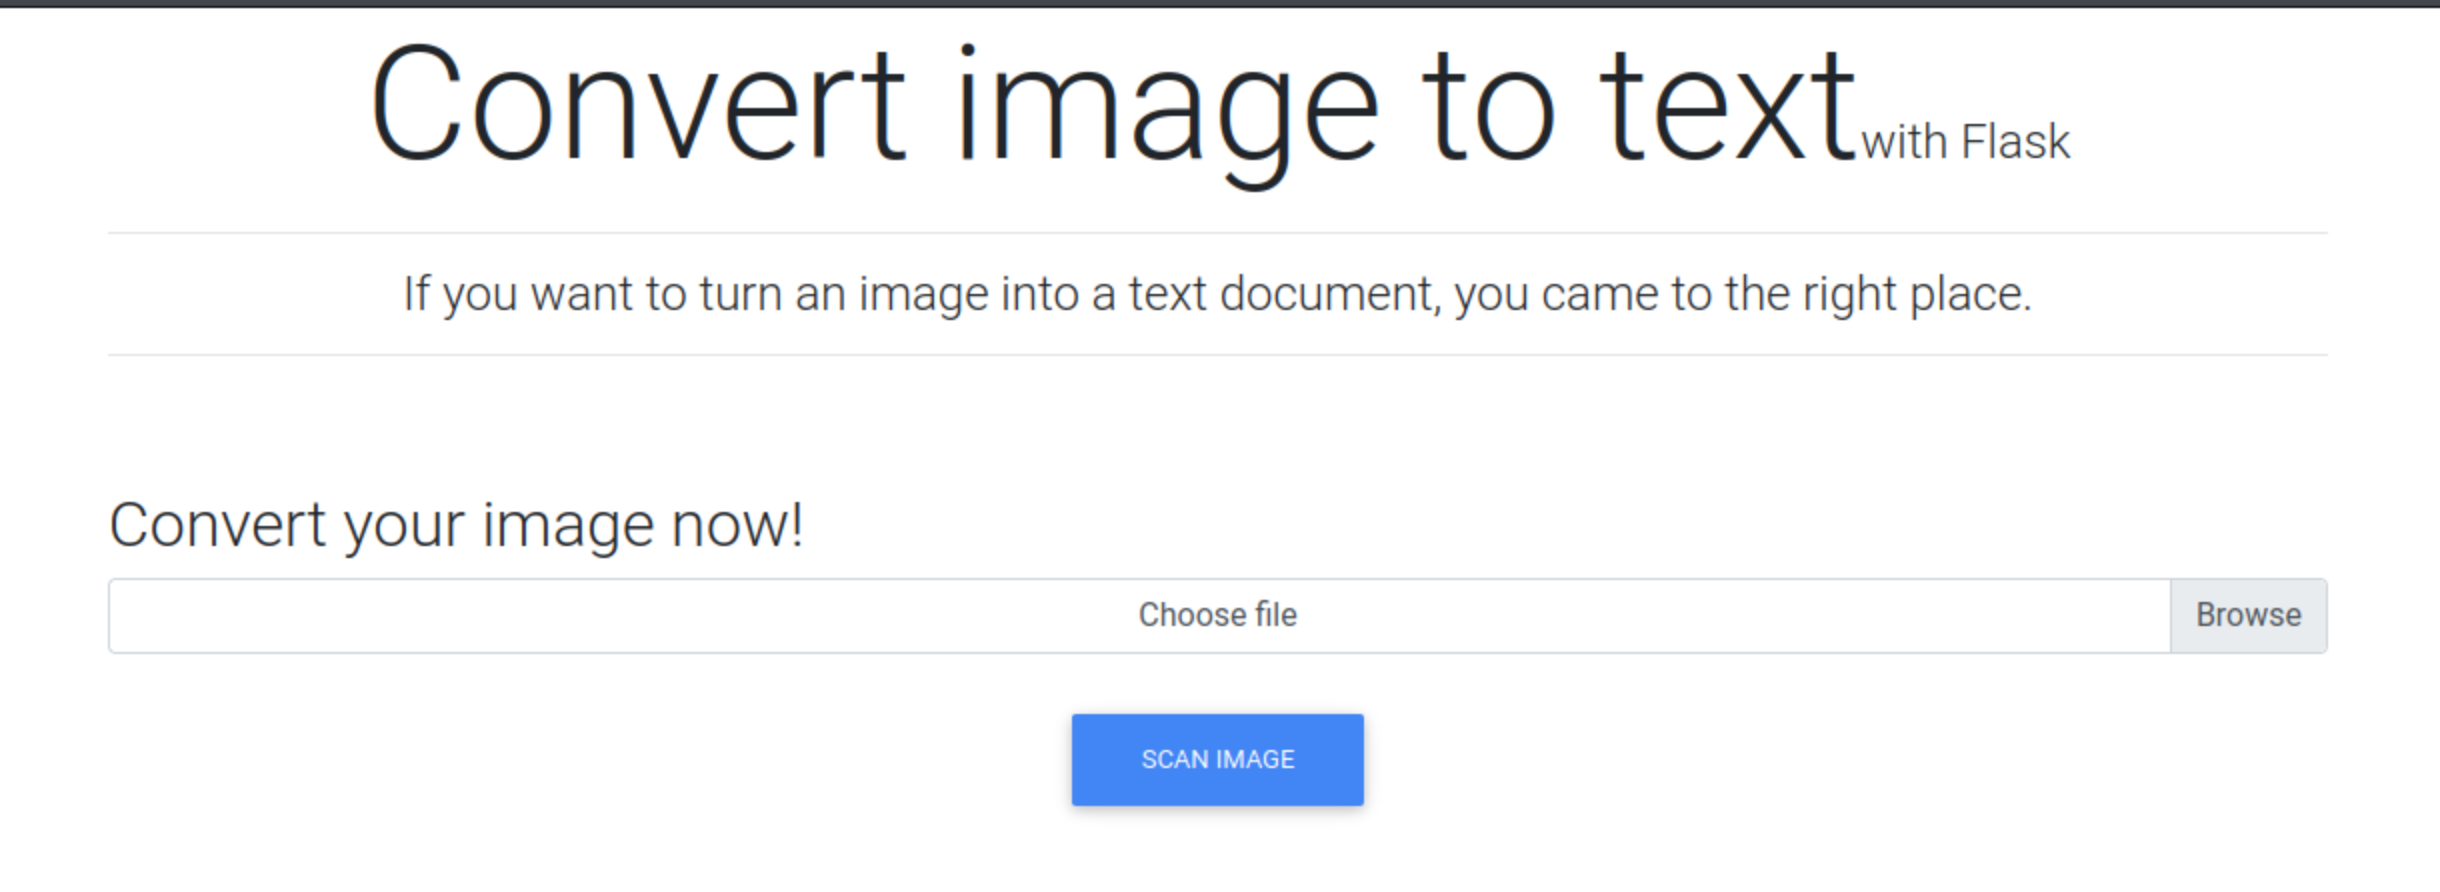 Convert image to text with Flask
If you want to turn an image into a text document, you came to the right place.
Convert your image now!
Choose file Browse
SCAN IMAGE